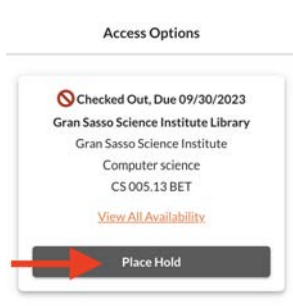 Access Options
Checked Out, Due 09/30/2023
Gran Sasso Science Institute Library
Gran Sasso Science Institute
Computer science
CS 005.13 BET
View All Availability
Place Hold